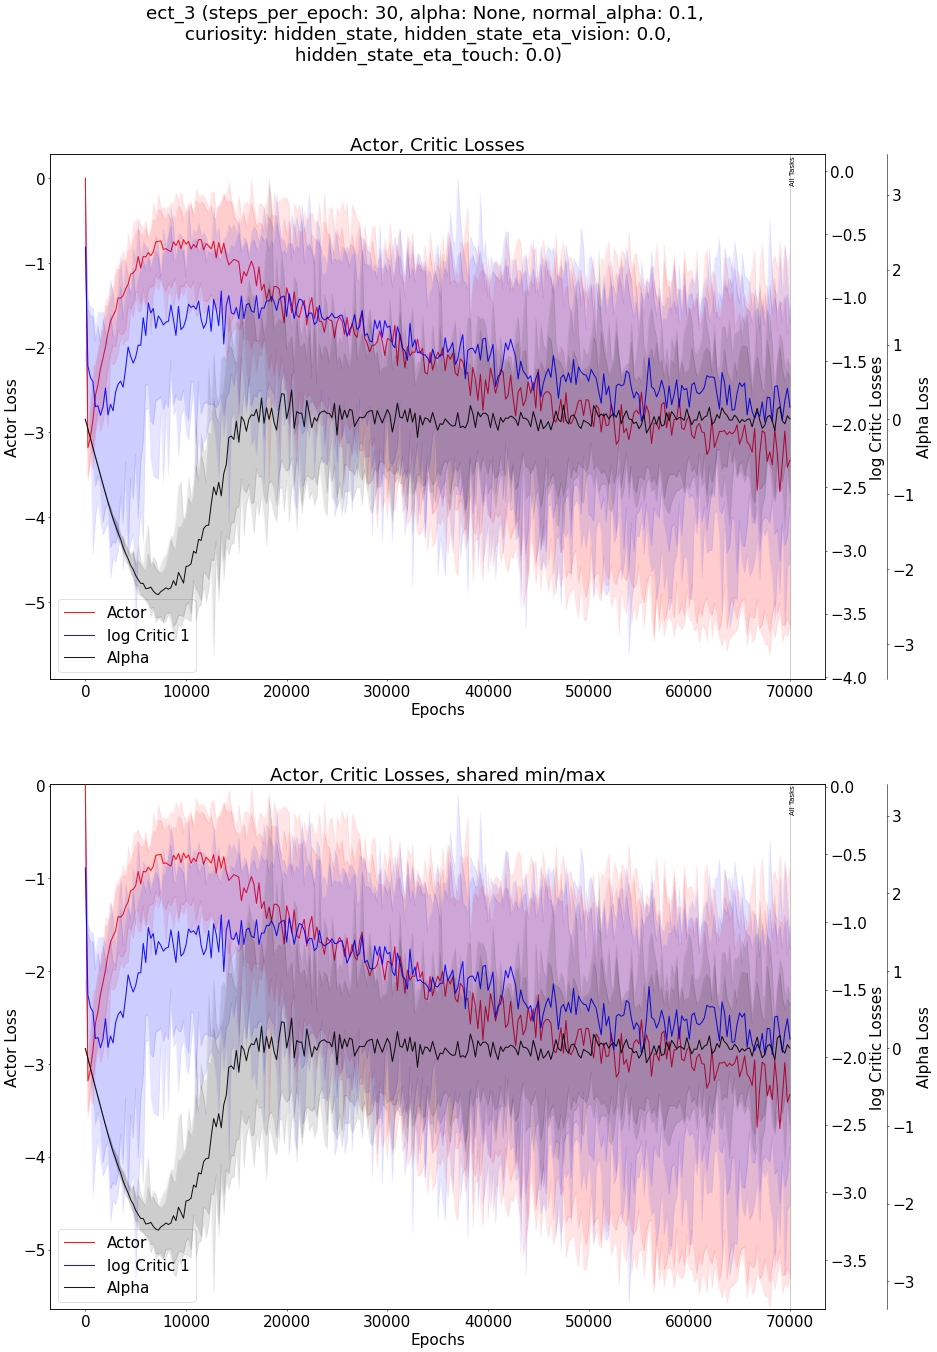 ect_3 (steps_per_epoch: 30, alpha: None, normal_alpha: 0.1,
curiosity: hidden_state, hidden_state_eta_vision: 0.0,
hidden_state_eta_touch: 0.0)
Actor, Critic Losses
Actor Loss
0
−1
−2
−3
−4
−5
Actor
log Critic 1
Alpha
0
10000
20000
30000
40000
50000
60000
70000
Epochs
All Tasks
0.0
−0.5
−1.0
−1.5
−2.0
−2.5
−3.0
−3.5
−4.0
log Critic Losses
3
2
1
0
−1
−2
−3
Alpha Loss
Actor, Critic Losses, shared min/max
Actor Loss
0
−1
−2
−3
−4
−5
Actor
log Critic 1
Alpha
0
10000
20000
30000
40000
50000
60000
70000
Epochs
All Tasks
0.0
−0.5
−1.0
−1.5
−2.0
−2.5
−3.0
−3.5
log Critic Losses
3
2
1
0
−1
−2
−3
Alpha Loss